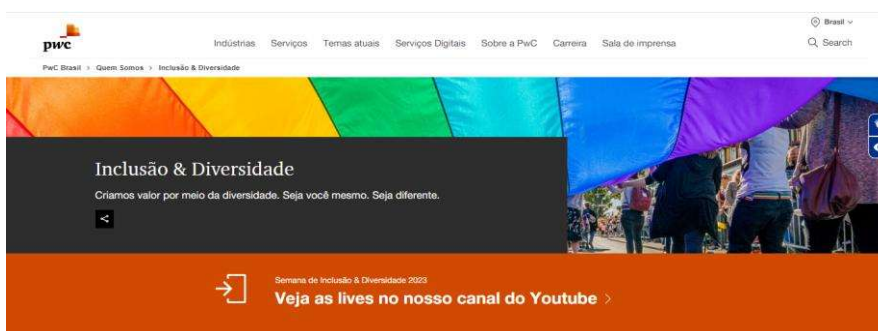 Brasil
pwc
Indústrias Serviços Temas atuais Serviços Digitais Sobre a PwC Carreira Sala de imprensa
Search
PwC Brasil > Quem Somos > Inclusão & Diversidade
Inclusão & Diversidade
Criamos valor por meio da diversidade. Seja você mesmo. Seja diferente.
Semana de Inclusão & Diversidade 2023
Veja as lives no nosso canal do Youtube >